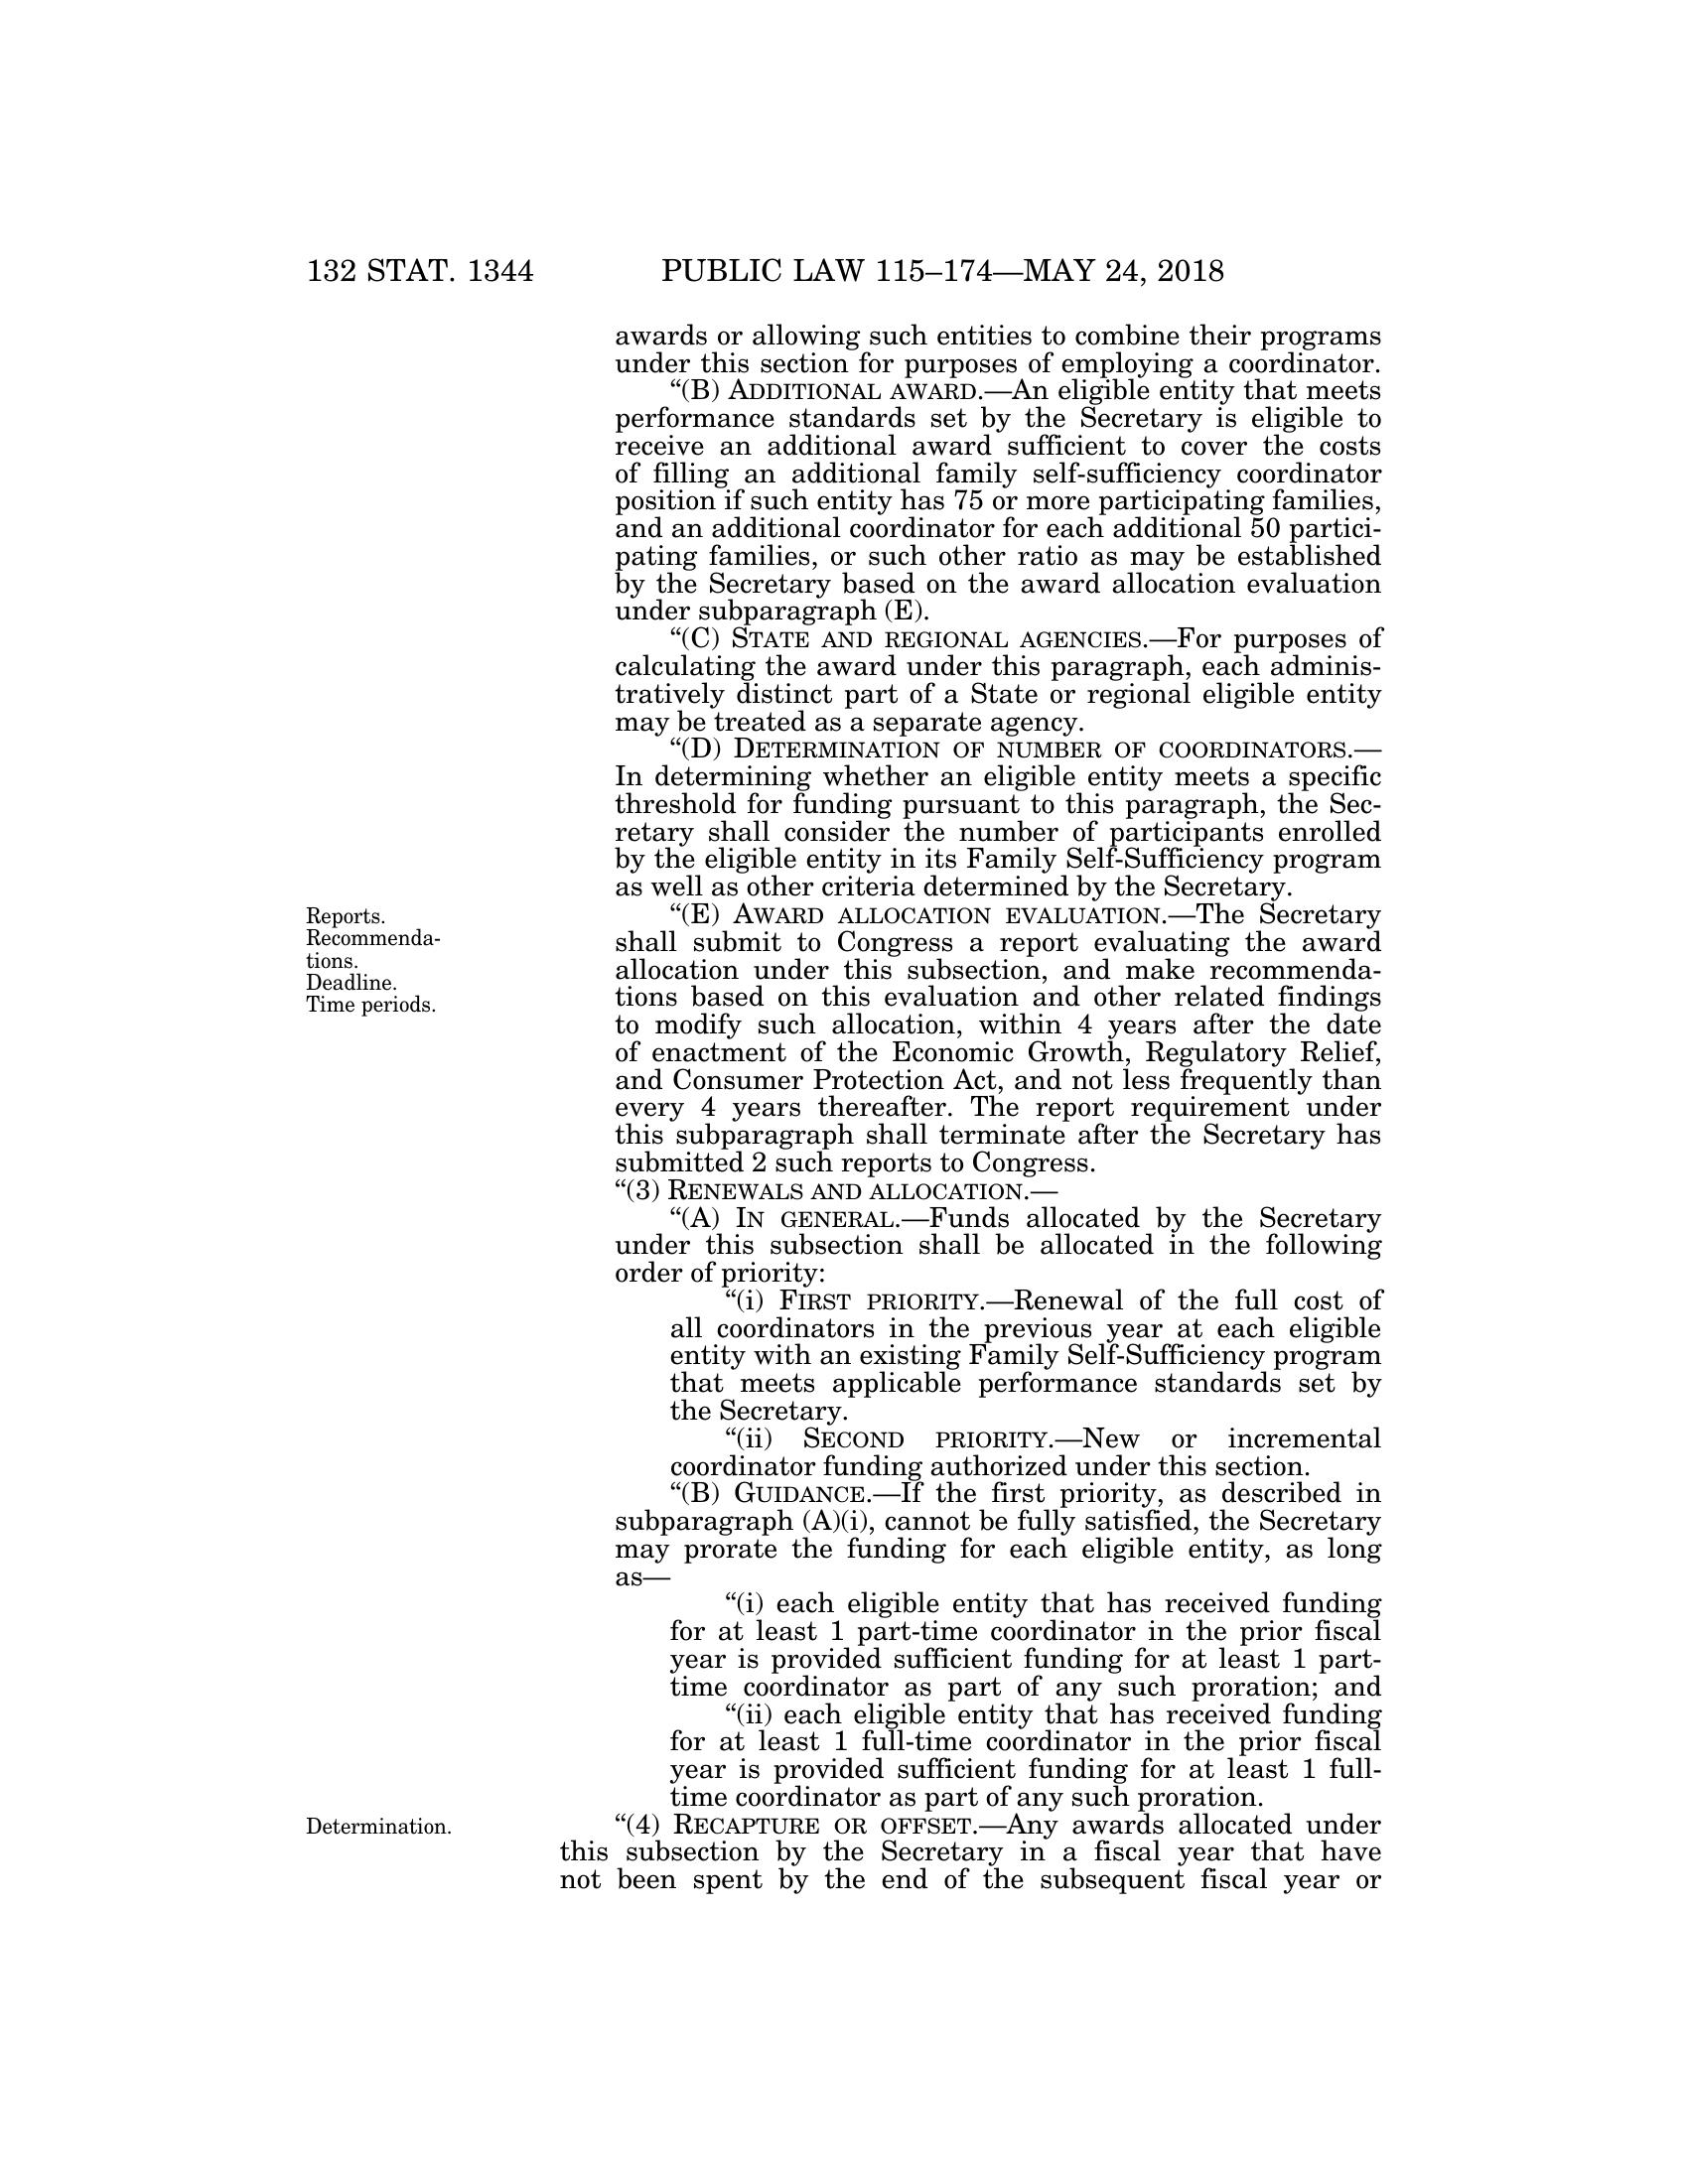 132 STAT. 1344 PUBLIC LAW 115–174—MAY 24, 2018
awards or allowing such entities to combine their programs
under this section for purposes of employing a coordinator.
“(B) ADDITIONAL AWARD.—An eligible entity that meets
performance standards set by the Secretary is eligible to
receive an additional award sufficient to cover the costs
of filling an additional family self-sufficiency coordinator
position if such entity has 75 or more participating families,
and an additional coordinator for each additional 50 partici-
pating families, or such other ratio as may be established
by the Secretary based on the award allocation evaluation
under subparagraph (E).
“(C) STATE AND REGIONAL AGENCIES.—For purposes of
calculating the award under this paragraph, each adminis-
tratively distinct part of a State or regional eligible entity
may be treated as a separate agency.
“(D) DETERMINATION OF NUMBER OF COORDINATORS.—
In determining whether an eligible entity meets a specific
threshold for funding pursuant to this paragraph, the Sec-
retary shall consider the number of participants enrolled
by the eligible entity in its Family Self-Sufficiency program
as well as other criteria determined by the Secretary.
Reports.
Recommenda-
tions.
Deadline.
Time periods.
“(E) AWARD ALLOCATION EVALUATION.—The Secretary
shall submit to Congress a report evaluating the award
allocation under this subsection, and make recommenda-
tions based on this evaluation and other related findings
to modify such allocation, within 4 years after the date
of enactment of the Economic Growth, Regulatory Relief,
and Consumer Protection Act, and not less frequently than
every 4 years thereafter. The report requirement under
this subparagraph shall terminate after the Secretary has
submitted 2 such reports to Congress.
“(3) RENEWALS AND ALLOCATION.—
“(A) IN GENERAL.—Funds allocated by the Secretary
under this subsection shall be allocated in the following
order of priority:
“(i) FIRST PRIORITY.—Renewal of the full cost of
all coordinators in the previous year at each eligible
entity with an existing Family Self-Sufficiency program
that meets applicable performance standards set by
the Secretary.
“(ii) SECOND PRIORITY.—New or incremental
coordinator funding authorized under this section.
“(B) GUIDANCE.—If the first priority, as described in
subparagraph (A)(i), cannot be fully satisfied, the Secretary
may prorate the funding for each eligible entity, as long
as—
“(i) each eligible entity that has received funding
for at least 1 part-time coordinator in the prior fiscal
year is provided sufficient funding for at least 1 part-
time coordinator as part of any such proration; and
“(ii) each eligible entity that has received funding
for at least 1 full-time coordinator in the prior fiscal
year is provided sufficient funding for at least 1 full-
time coordinator as part of any such proration.
Determination.
“(4) RECAPTURE OR OFFSET.—Any awards allocated under
this subsection by the Secretary in a fiscal year that have
not been spent by the end of the subsequent fiscal year or